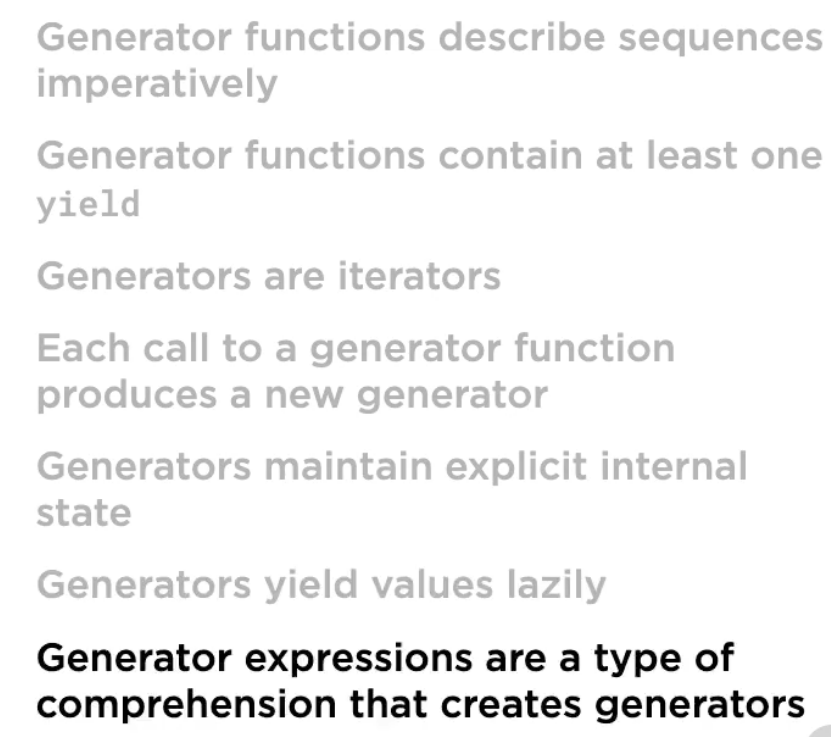 Generator functions describe sequences
imperatively
Generator functions contain at least one
yield
Generators are iterators
Each call to a generator function
produces a new generator
Generators maintain explicit internal
state
Generators yield values lazily
Generator expressions are a type of
comprehension that creates generators